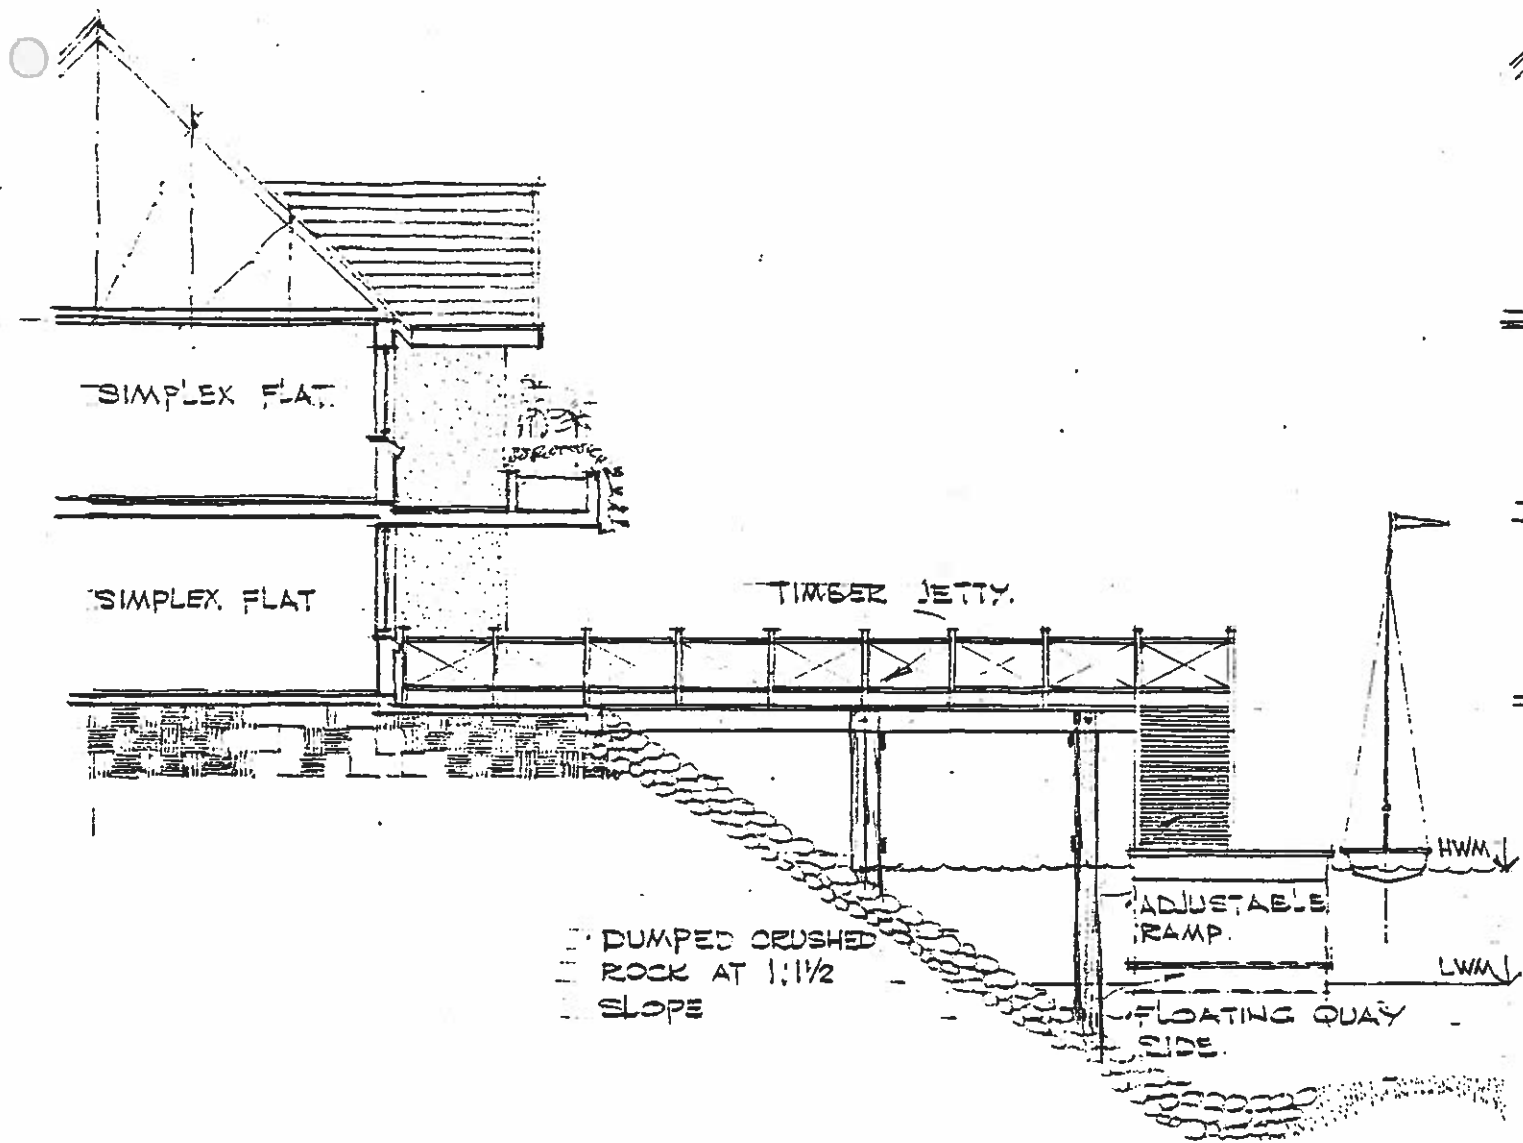 SIMPLEX FLAT.
SIMPLEX. FLAT
TIMBER JETTY.
HWM
ADJUSTABLE
RAMP.
DUMPED CRUSHED
ROCK AT 1:1½
SLOPE
LWM
FLOATING QUAY
SIDE.